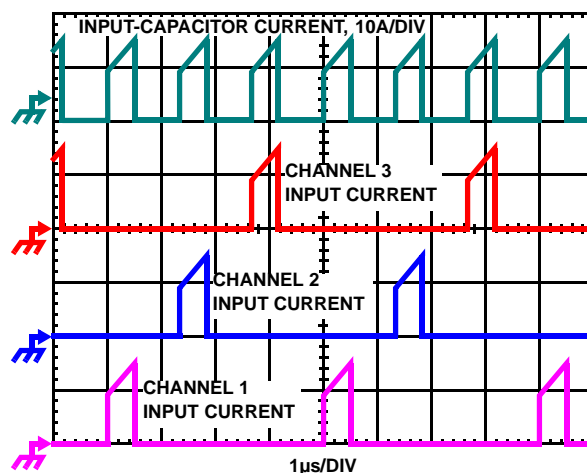 INPUT-CAPACITOR CURRENT, 10A/DIV
CHANNEL 3
INPUT CURRENT
CHANNEL 2
INPUT CURRENT
CHANNEL 1
INPUT CURRENT
1µs/DIV